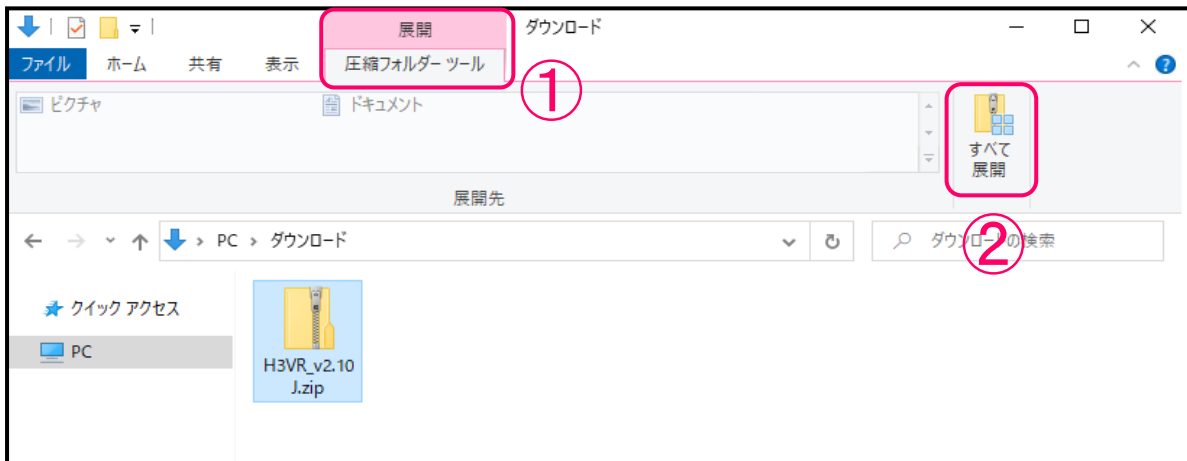 展開
ダウンロード
ファイル
ホーム
共有
表示
圧縮フォルダー ツール
①
ピクチャ
ドキュメント
すべて
展開
展開先
②
PC
ダウンロード
ダウンロードの検索
クイック アクセス
PC
H3VR_v2.10
J.zip